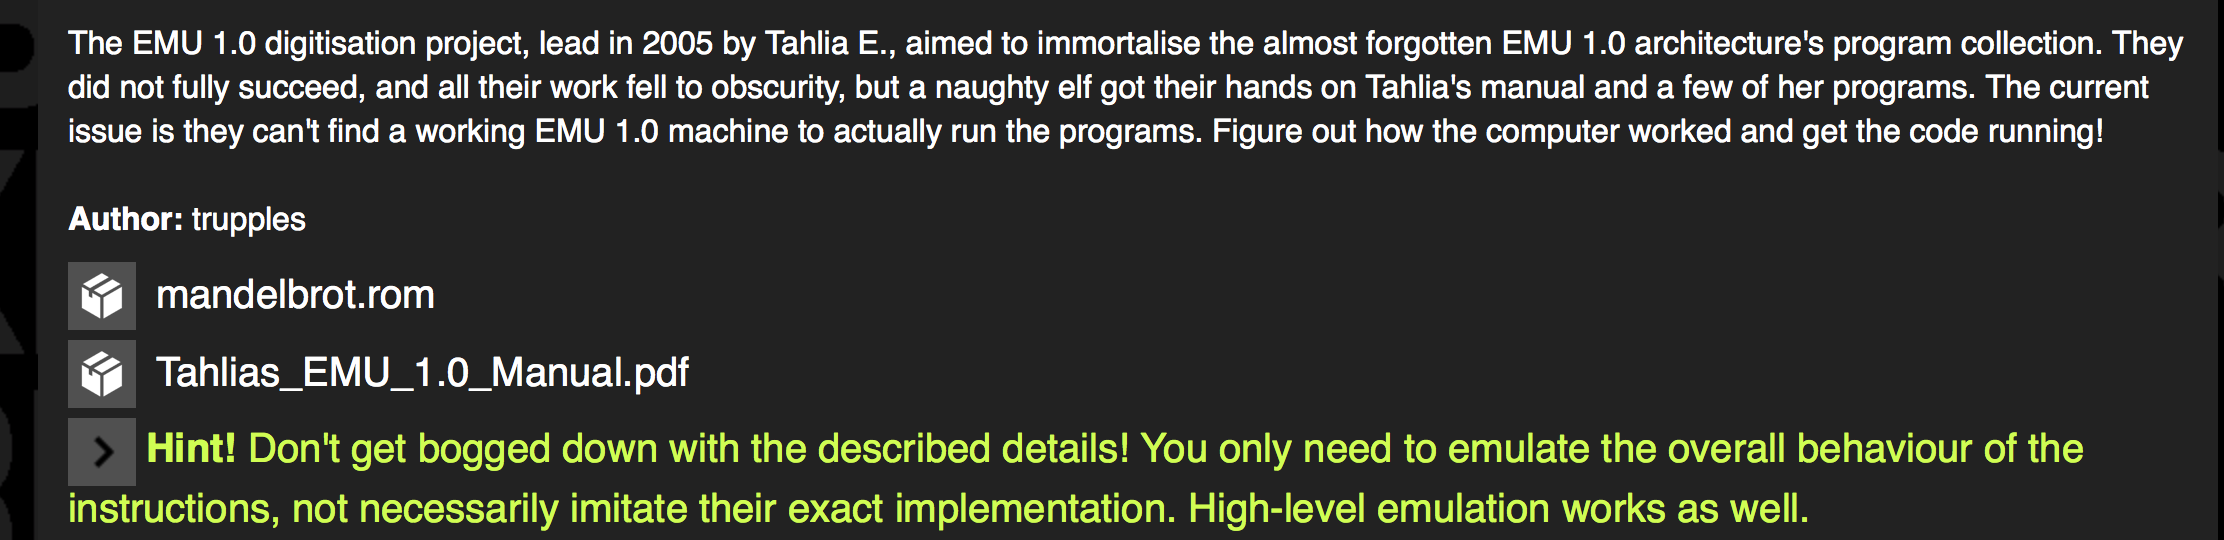 The EMU 1.0 digitisation project, lead in 2005 by Tahlia E., aimed to immortalise the almost forgotten EMU 1.0 architecture's program collection. They
did not fully succeed, and all their work fell to obscurity, but a naughty elf got their hands on Tahlia's manual and a few of her programs. The current
issue is they can't find a working EMU 1.0 machine to actually run the programs. Figure out how the computer worked and get the code running!
Author: trupples
mandelbrot.rom
Tahlias_EMU_1.0_Manual.pdf
Hint! Don't get bogged down with the described details! You only need to emulate the overall behaviour of the
instructions, not necessarily imitate their exact implementation. High-level emulation works as well.